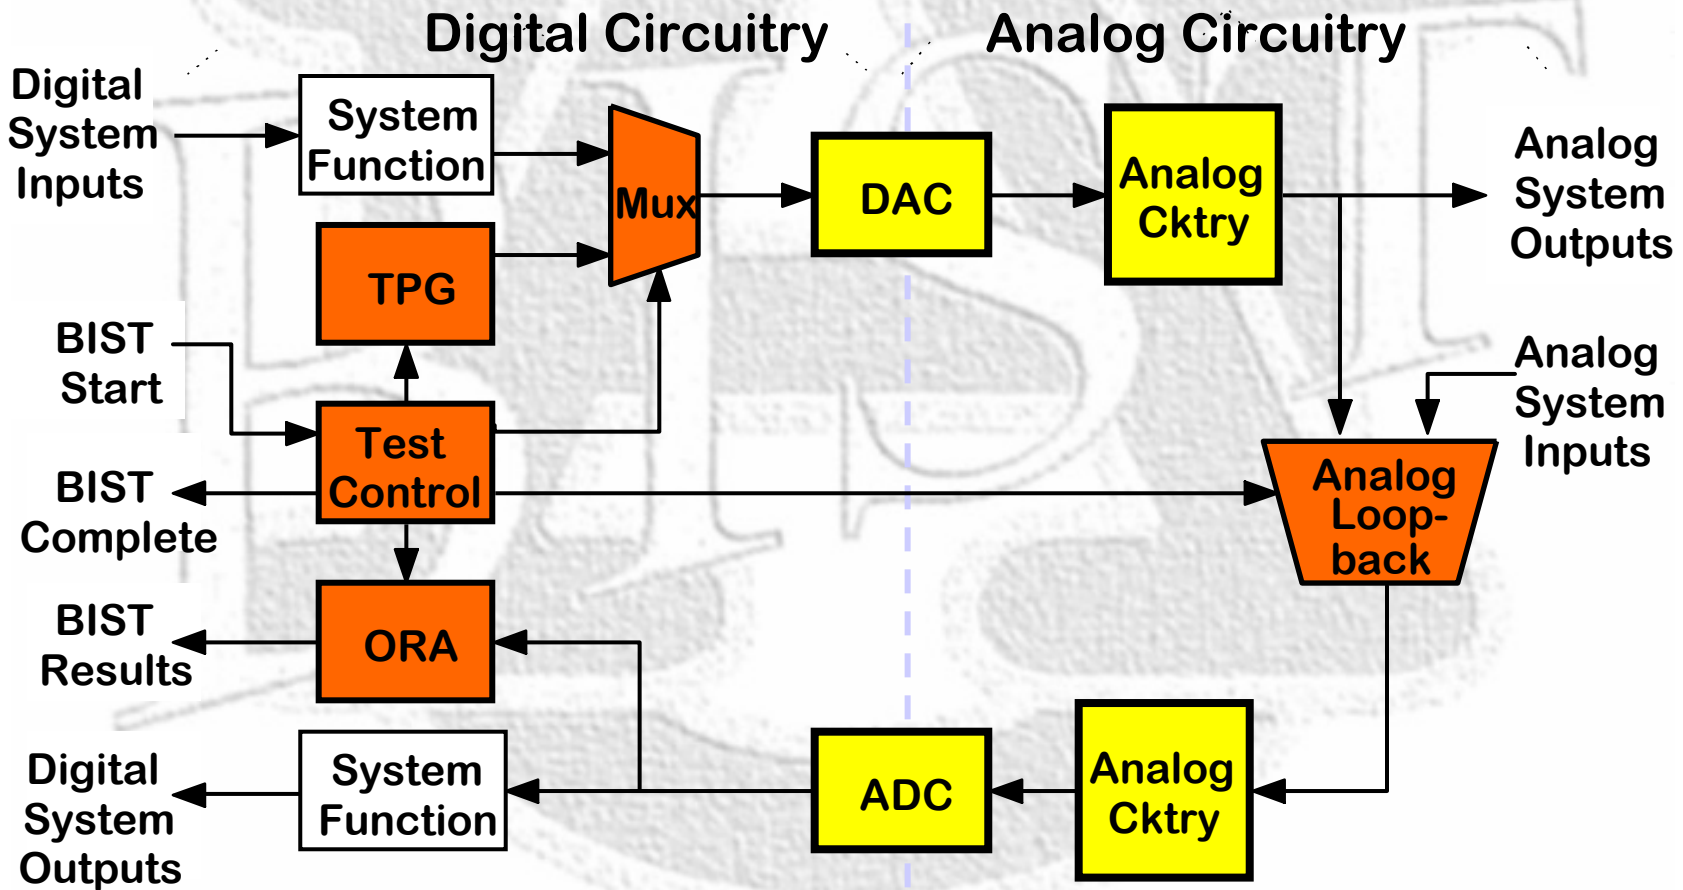 Digital Circuitry
Analog Circuitry
Digital
System
Inputs
System
Function
Mux
DAC
Analog
Cktry
Analog
System
Outputs
TPG
BIST
Start
Analog
System
Inputs
Test
Control
BIST
Complete
Analog
Loop-
back
BIST
Results
ORA
Digital
System
Outputs
System
Function
ADC
Analog
Cktry